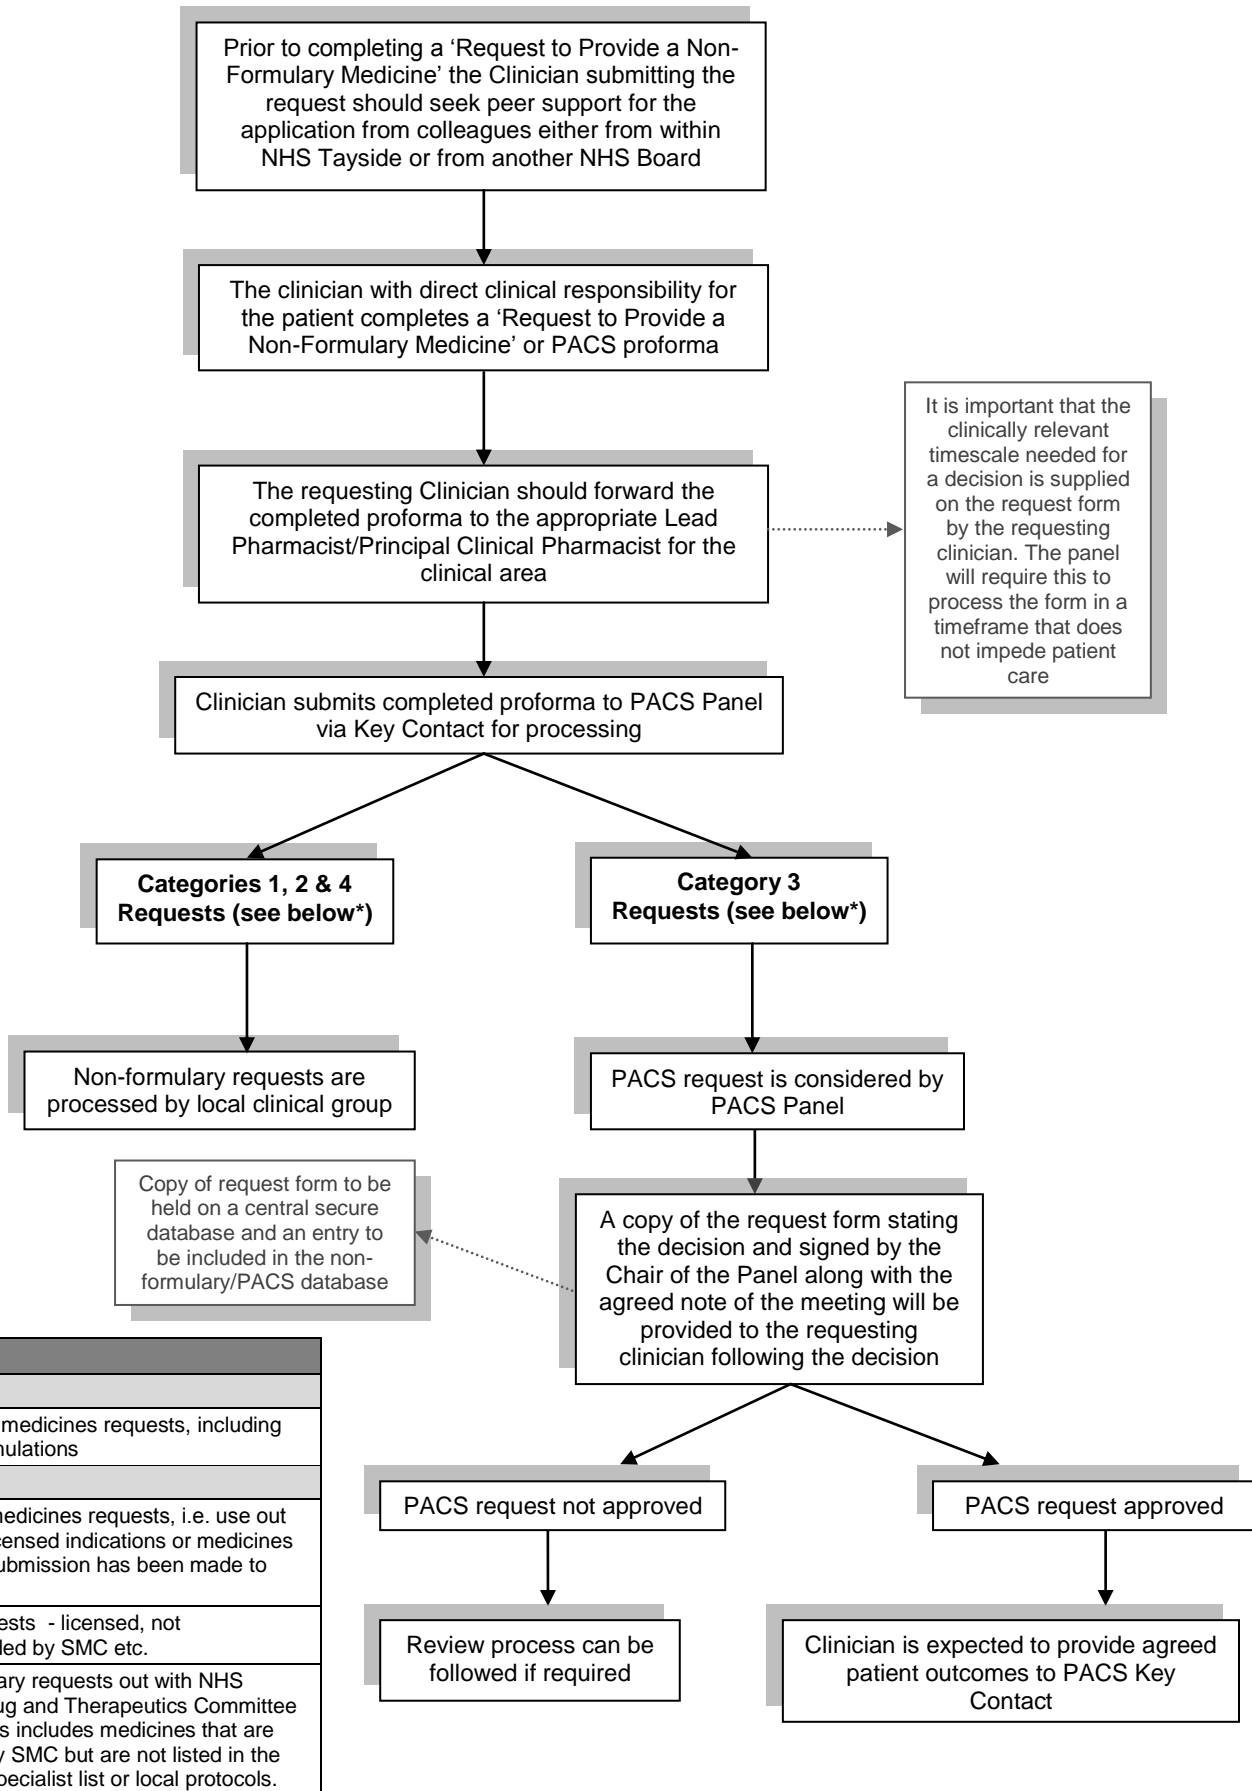 Prior to completing a ‘Request to Provide a Non-
Formulary Medicine’ the Clinician submitting the
request should seek peer support for the
application from colleagues either from within
NHS Tayside or from another NHS Board
The clinician with direct clinical responsibility for
the patient completes a ‘Request to Provide a
Non-Formulary Medicine’ or PACS proforma
The requesting Clinician should forward the
completed proforma to the appropriate Lead
Pharmacist/Principal Clinical Pharmacist for the
clinical area
It is important that the
clinically relevant
timescale needed for
a decision is supplied
on the request form
by the requesting
clinician. The panel
will require this to
process the form in a
timeframe that does
not impede patient
care
Clinician submits completed proforma to PACS Panel
via Key Contact for processing
Categories 1, 2 & 4
Requests (see below*)
Category 3
Requests (see below*)
Non-formulary requests are
processed by local clinical group
PACS request is considered by
PACS Panel
Copy of request form to be
held on a central secure
database and an entry to
be included in the non-
formulary/PACS database
A copy of the request form stating
the decision and signed by the
Chair of the Panel along with the
agreed note of the meeting will be
provided to the requesting
clinician following the decision
PACS request not approved
PACS request approved
Review process can be
followed if required
Clinician is expected to provide agreed
patient outcomes to PACS Key
Contact
medicines requests, including
mulations
medicines requests, i.e. use out
censed indications or medicines
submission has been made to
ests - licensed, not
ded by SMC etc.
ary requests out with NHS
ug and Therapeutics Committee
s includes medicines that are
y SMC but are not listed in the
pecialist list or local protocols.